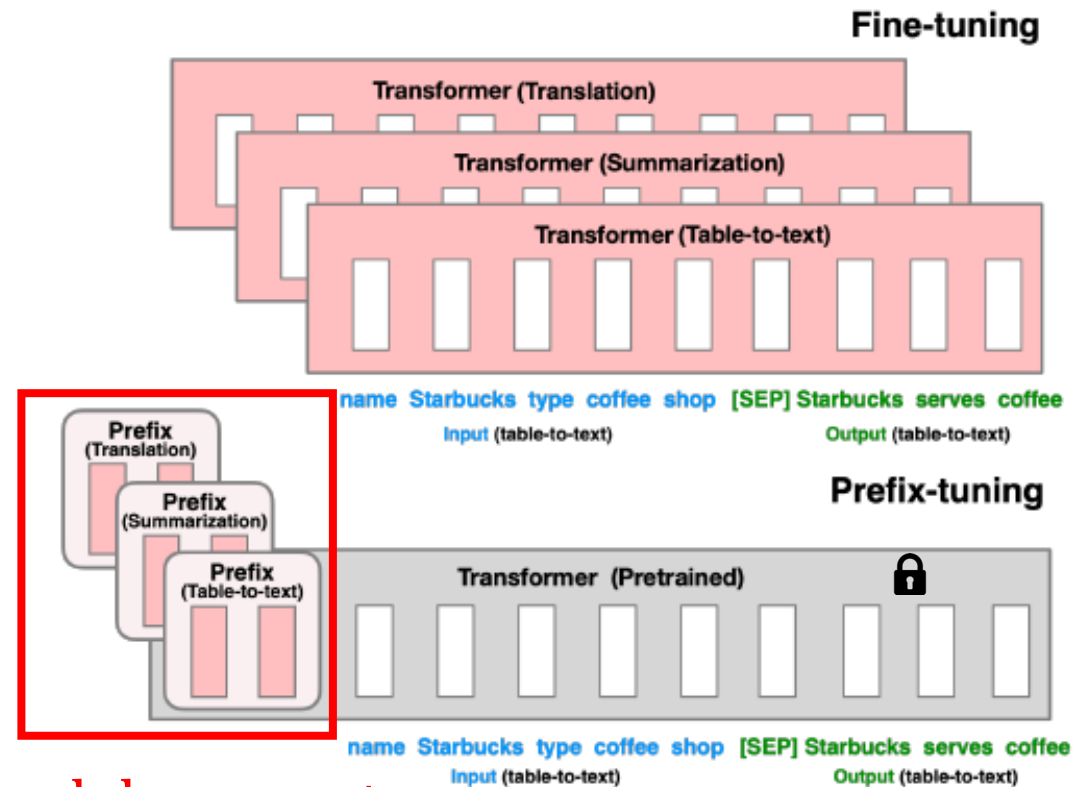 Fine-tuning
Transformer (Translation)
Transformer (Summarization)
Transformer (Table-to-text)
name Starbucks type coffee shop [SEP] Starbucks serves coffee
Input (table-to-text) Output (table-to-text)
Prefix-tuning
Prefix
(Translation)
Prefix
(Summarization)
Prefix
(Table-to-text)
Transformer (Pretrained)
name Starbucks type coffee shop [SEP] Starbucks serves coffee
Input (table-to-text) Output (table-to-text)